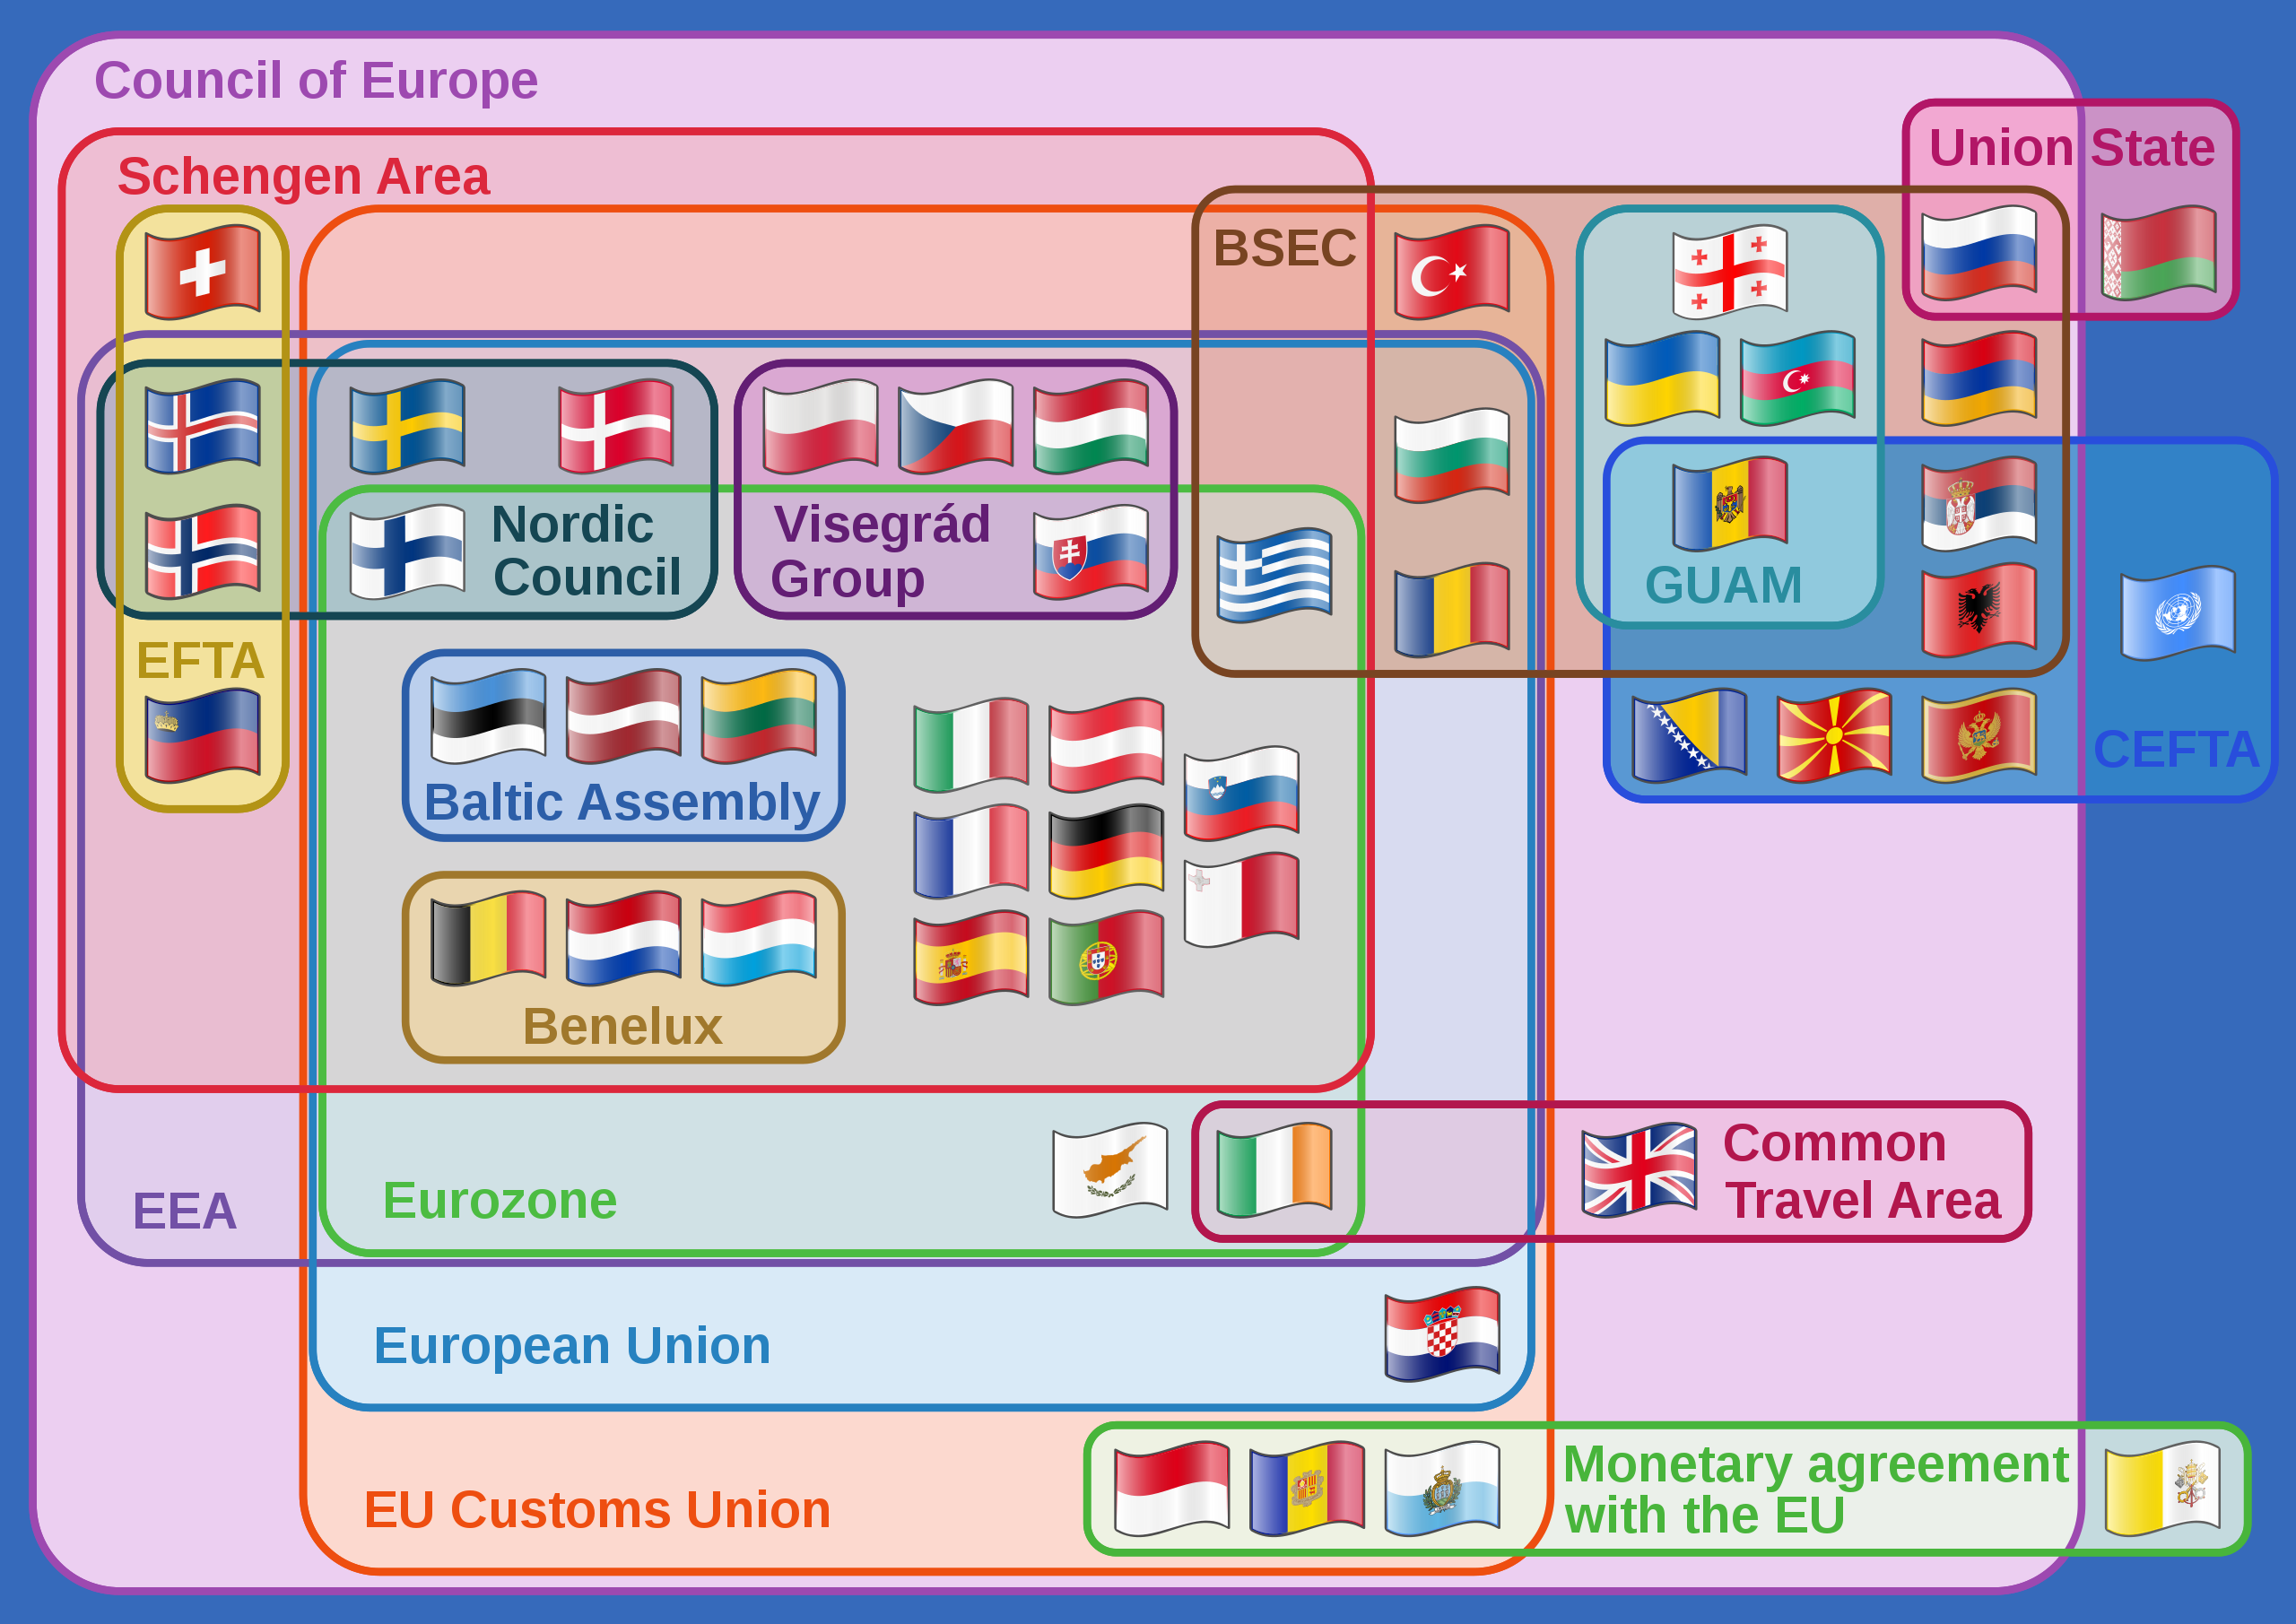 Council of Europe
Union State
Schengen Area
BSEC
Nordic
Council
Visegrád
Group
GUAM
EFTA
CEFTA
Baltic Assembly
Benelux
Common
Travel Area
EEA
Eurozone
European Union
Monetary agreement
with the EU
EU Customs Union